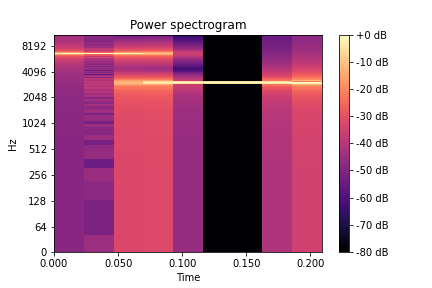 Power spectrogram
8192
4096
2048
1024
512
256
128
64
0
Hz
0.000 0.050 0.100 0.150 0.200
Time
+0 dB
-10 dB
-20 dB
-30 dB
-40 dB
-50 dB
-60 dB
-70 dB
-80 dB